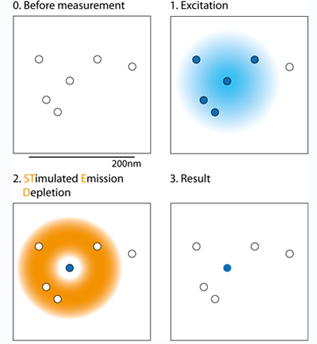 0. Before measurement
1. Excitation
200nm
2. STimulated Emission
Depletion
3. Result